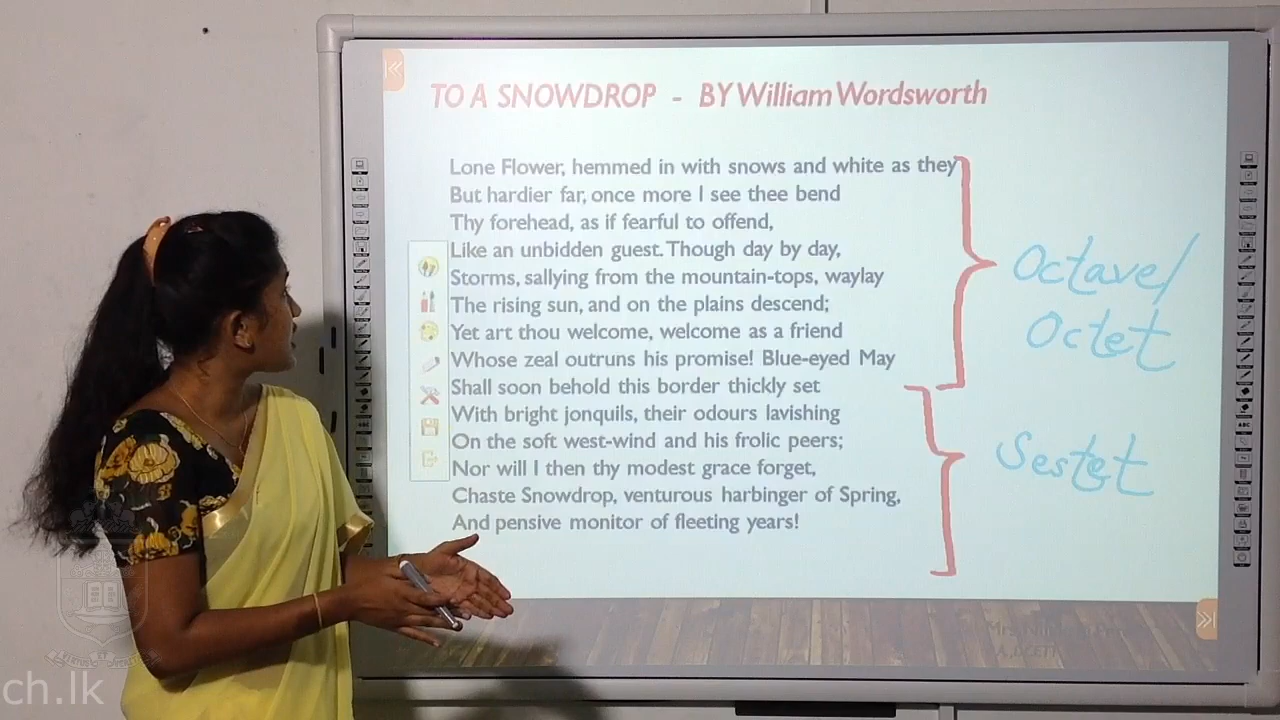 TO A SNOWDROP - BY William Wordsworth
Lone Flower, hemmed in with snows and white as they
But hardier far, once more I see thee bend
Thy forehead, as if fearful to offend,
Like an unbidden guest. Though day by day,
Storms, sallying from the mountain-tops, waylay
The rising sun, and on the plains descend;
Yet art thou welcome, welcome as a friend
Whose zeal outruns his promise! Blue-eyed May
Shall soon behold this border thickly set
With bright jonquils, their odours lavishing
On the soft west-wind and his frolic peers;
Nor will I then thy modest grace forget,
Chaste Snowdrop, venturous harbinger of Spring,
And pensive monitor of fleeting years!
Octave/
Octet
Sestet
ABC
ch.lk